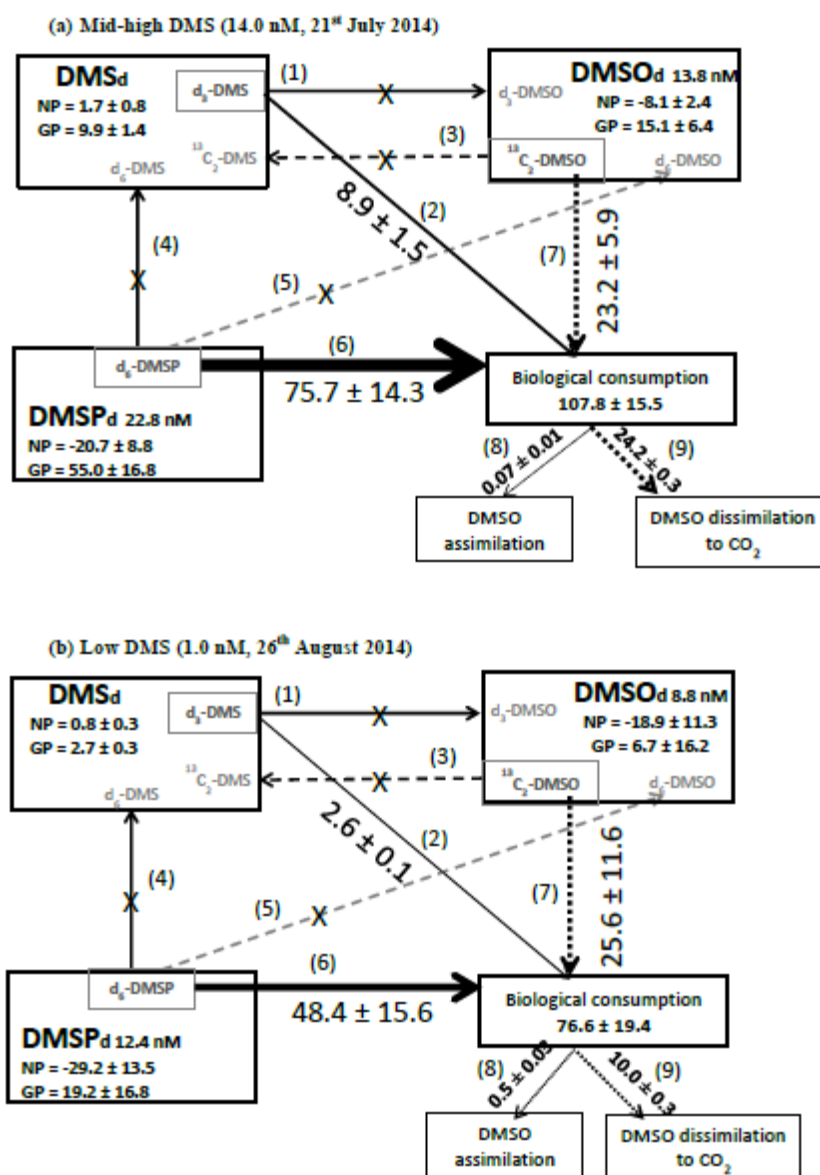 (a) Mid-high DMS (14.0 nM, 21st July 2014)
DMSd
d3-DMS
NP = 1.7 ± 0.8
GP = 9.9 ± 1.4
13C2-DMS
d6-DMS
(1)
X
DMSOd 13.8 nM
d3-DMSO
NP = -8.1 ± 2.4
GP = 15.1 ± 6.4
13C2-DMSO
d6-DMSO
(3)
X
(2)
8.9 ± 1.5
(4)
X
(5)
X
(7)
23.2 ± 5.9
(6)
75.7 ± 14.3
d6-DMSP
DMSPd 22.8 nM
NP = -20.7 ± 8.8
GP = 55.0 ± 16.8
Biological consumption
107.8 ± 15.5
(8)
0.07 ± 0.01
24.2 ± 0.3
(9)
DMSO
assimilation
DMSO dissimilation
to CO2
(b) Low DMS (1.0 nM, 26th August 2014)
DMSd
d3-DMS
NP = 0.8 ± 0.3
GP = 2.7 ± 0.3
13C2-DMS
d6-DMS
(1)
X
DMSOd 8.8 nM
d3-DMSO
NP = -18.9 ± 11.3
GP = 6.7 ± 16.2
13C2-DMSO
d6-DMSO
(3)
X
(2)
2.6 ± 0.1
(4)
X
(5)
X
(7)
25.6 ± 11.6
(6)
48.4 ± 15.6
d6-DMSP
DMSPd 12.4 nM
NP = -29.2 ± 13.5
GP = 19.2 ± 16.8
Biological consumption
76.6 ± 19.4
(8)
0.5 ± 0.03
10.0 ± 0.3
(9)
DMSO
assimilation
DMSO dissimilation
to CO2